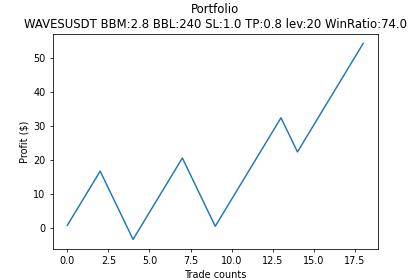 Portfolio
WAVESUSDT BBM:2.8 BBL:240 SL:1.0 TP:0.8 lev:20 WinRatio:74.0
50
40
30
20
10
0
Profit ($)
0.0 2.5 5.0 7.5 10.0 12.5 15.0 17.5
Trade counts